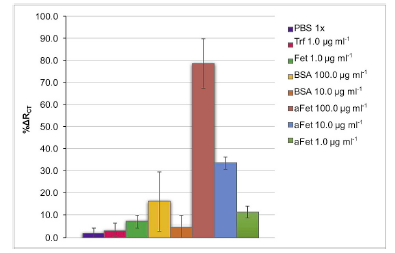 100.0
90.0
80.0
70.0
60.0
50.0
40.0
30.0
20.0
10.0
0.0
%ΔR_CT
PBS 1x
Trf 1.0 µg ml⁻¹
Fet 1.0 µg ml⁻¹
BSA 100.0 µg ml⁻¹
BSA 10.0 µg ml⁻¹
aFet 100.0 µg ml⁻¹
aFet 10.0 µg ml⁻¹
aFet 1.0 µg ml⁻¹